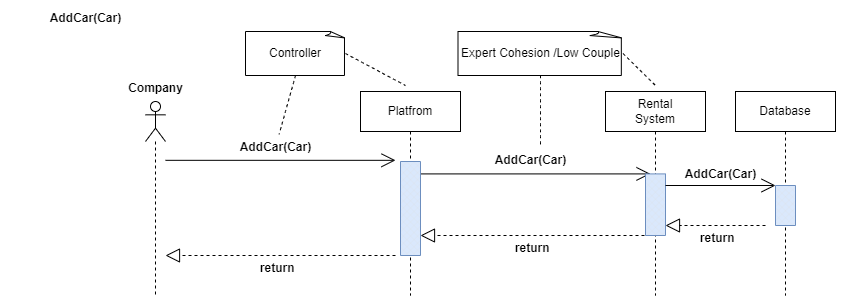 AddCar(Car)
Controller
Expert Cohesion /Low Couple
Company
Platfrom
Rental
System
Database
AddCar(Car)
AddCar(Car)
AddCar(Car)
return
return
return